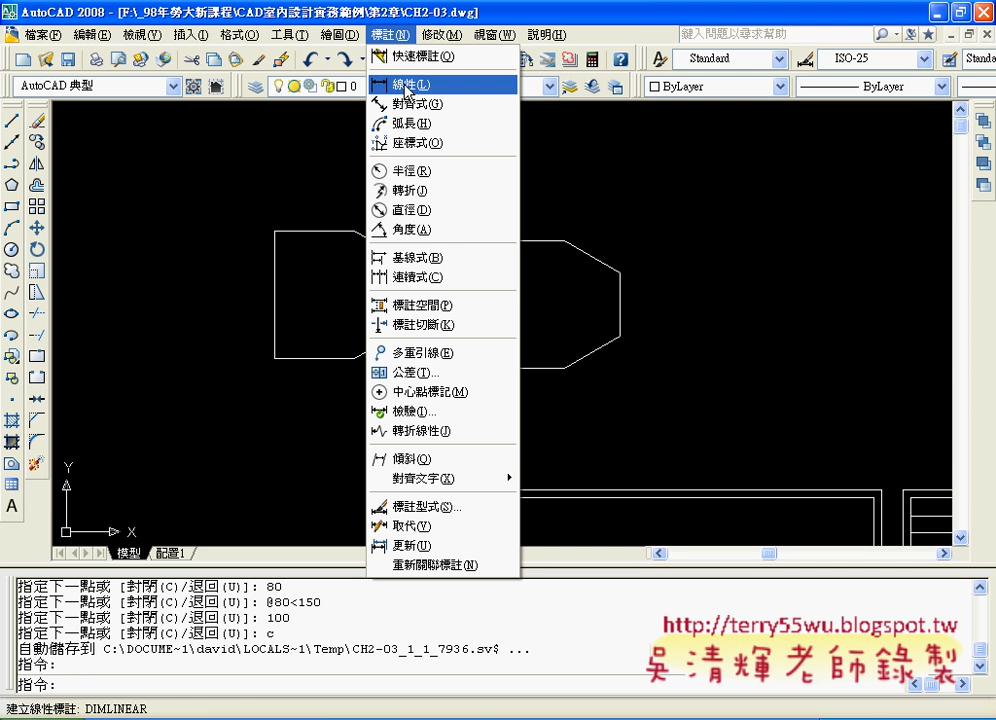 AutoCAD 2008 - [F:\_98年勞大新課程\CAD室內設計實務範例\第2章\CH2-03.dwg]
檔案(F) 編輯(E) 檢視(V) 插入(I) 格式(O) 工具(T) 繪圖(D) 標註(N) 修改(M) 視窗(W) 說明(H) 鍵入問題以尋求幫助
Standard ISO-25 Standa
AutoCAD 典型 0 ByLayer ByLayer
快速標註(Q)
線性(L)
對齊式(G)
弧長(H)
座標式(O)
半徑(R)
轉折(J)
直徑(D)
角度(A)
基線式(B)
連續式(C)
標註空間(P)
標註切斷(K)
多重引線(E)
公差(T)...
中心點標記(M)
檢驗(I)...
轉折線性(J)
傾斜(Q)
對齊文字(X)
標註型式(S)...
取代(V)
更新(U)
重新關聯標註(N)
Y
X
模型 配置1
指定下一點或 [封閉(C)/退回(U)]: 80
指定下一點或 [封閉(C)/退回(U)]: @80<150
指定下一點或 [封閉(C)/退回(U)]: 100
指定下一點或 [封閉(C)/退回(U)]: c
自動儲存到 C:\DOCUME~1\david\LOCALS~1\Temp\CH2-03_1_1_7936.sv$ ...
指令:
指令:
http://terry55wu.blogspot.tw
吳清輝老師錄製
建立線性標註: DIMLINEAR